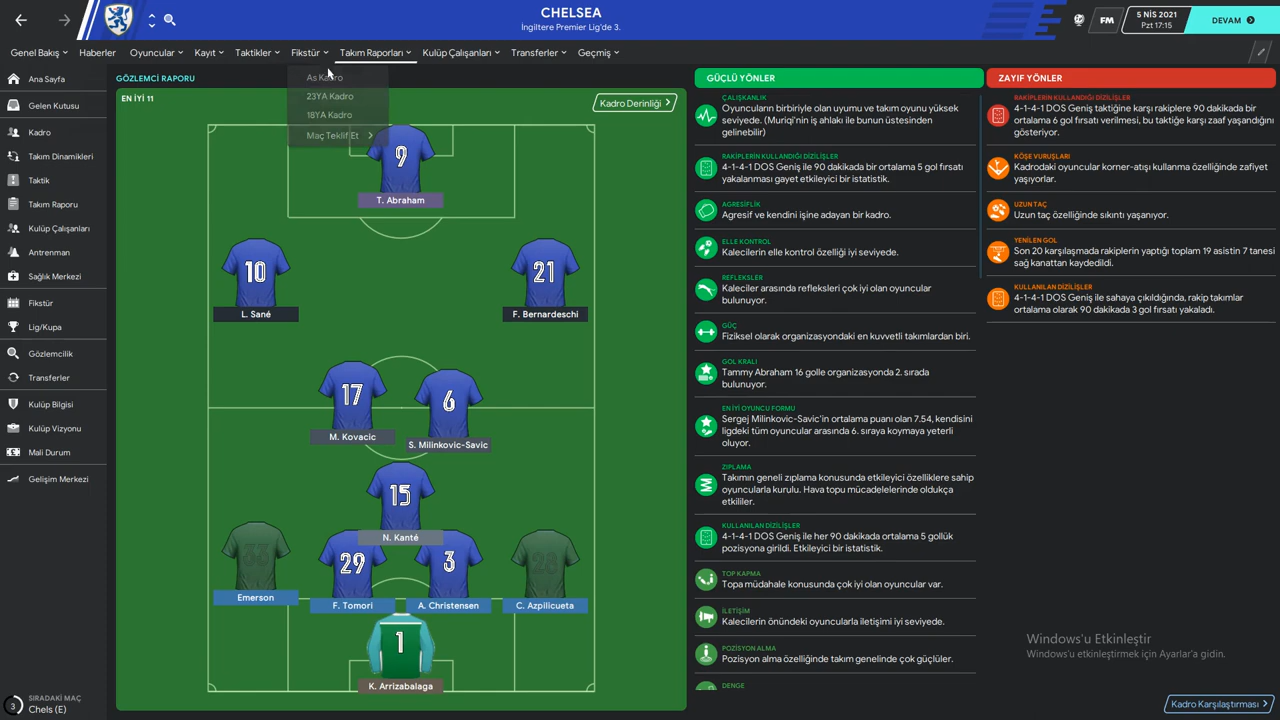 CHELSEA
İngiltere Premier Lig'de 3.
FM
5 NİS 2021
Pzt 17:15
DEVAM
Genel Bakış
Haberler
Oyuncular
Kayıt
Taktikler
Fikstür
Takım Raporları
Kulüp Çalışanları
Transferler
Geçmiş
As Kadro
23YA Kadro
18YA Kadro
Maç Teklif Et
Ana Sayfa
Gelen Kutusu
Kadro
Takım Dinamikleri
Taktik
Takım Raporu
Kulüp Çalışanları
Antrenman
Sağlık Merkezi
Fikstür
Lig/Kupa
Gözlemcilik
Transferler
Kulüp Bilgisi
Kulüp Vizyonu
Mali Durum
Gelişim Merkezi
3
SIRADAKİ MAÇ
Chels (E)
GÖZLEMCİ RAPORU
EN İYİ 11
Kadro Derinliği
9
T. Abraham
10
L. Sané
21
F. Bernardeschi
17
M. Kovacic
6
S. Milinkovic-Savic
15
N. Kanté
33
Emerson
29
F. Tomori
3
A. Christensen
28
C. Azpilicueta
1
K. Arrizabalaga
GÜÇLÜ YÖNLER
ÇALIŞKANLIK
Oyuncuların birbiriyle olan uyumu ve takım oyunu yüksek
seviyede. (Muriqi'nin iş ahlakı ile bunun üstesinden
gelinebilir)
RAKİPLERİN KULLANDIĞI DİZİLİŞLER
4-1-4-1 DOS Geniş ile 90 dakikada bir ortalama 5 gol fırsatı
yakalanması gayet etkileyici bir istatistik.
AGRESİFLİK
Agresif ve kendini işine adayan bir kadro.
ELLE KONTROL
Kalecilerin elle kontrol özelliği iyi seviyede.
REFLEKSLER
Kaleciler arasında refleksleri çok iyi olan oyuncular
bulunuyor.
GÜÇ
Fiziksel olarak organizasyondaki en kuvvetli takımlardan biri.
GOL KRALI
Tammy Abraham 16 golle organizasyonda 2. sırada
bulunuyor.
EN İYİ OYUNCU FORMU
Sergej Milinkovic-Savic'in ortalama puanı olan 7.54, kendisini
ligdeki tüm oyuncular arasında 6. sıraya koymaya yeterli
oluyor.
ZIPLAMA
Takımın geneli zıplama konusunda etkileyici özelliklere sahip
oyuncularla kurulu. Hava topu mücadelelerinde oldukça
etkililer.
KULLANILAN DİZİLİŞLER
4-1-4-1 DOS Geniş ile her 90 dakikada ortalama 5 gollük
pozisyona girildi. Etkileyici bir istatistik.
TOP KAPMA
Topa müdahale konusunda çok iyi olan oyuncular var.
İLETİŞİM
Kalecilerin önündeki oyuncularla iletişimi iyi seviyede.
POZİSYON ALMA
Pozisyon alma özelliğinde takım genelinde çok güçlüler.
DENGE
ZAYIF YÖNLER
RAKİPLERİN KULLANDIĞI DİZİLİŞLER
4-1-4-1 DOS Geniş taktiğine karşı rakiplere 90 dakikada bir
ortalama 6 gol fırsatı verilmesi, bu taktiğe karşı zaaf yaşandığını
gösteriyor.
KÖŞE VURUŞLARI
Kadrodaki oyuncular korner-atışı kullanma özelliğinde zafiyet
yaşıyorlar.
UZUN TAÇ
Uzun taç özelliğinde sıkıntı yaşanıyor.
YENİLEN GOL
Son 20 karşılaşmada rakiplerin yaptığı toplam 19 asistin 7 tanesi
sağ kanattan kaydedildi.
KULLANILAN DİZİLİŞLER
4-1-4-1 DOS Geniş ile sahaya çıkıldığında, rakip takımlar
ortalama olarak 90 dakikada 3 gol fırsatı yakaladı.
Windows'u Etkinleştir
Windows'u etkinleştirmek için Ayarlar'a gidin.
Kadro Karşılaştırması